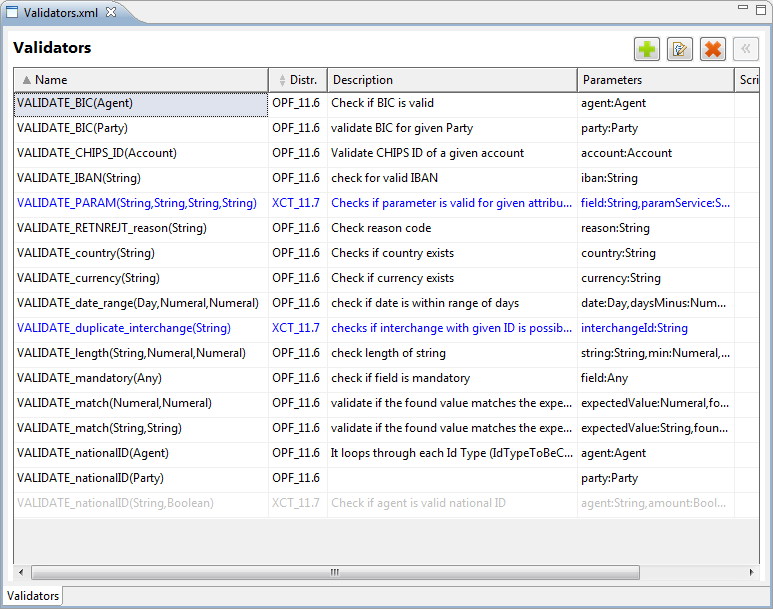 Validators.xml
Validators
Name Distr. Description Parameters Scri
VALIDATE_BIC(Agent) OPF_11.6 Check if BIC is valid agent:Agent
VALIDATE_BIC(Party) OPF_11.6 validate BIC for given Party party:Party
VALIDATE_CHIPS_ID(Account) OPF_11.6 Validate CHIPS ID of a given account account:Account
VALIDATE_IBAN(String) OPF_11.6 check for valid IBAN iban:String
VALIDATE_PARAM(String,String,String,String) XCT_11.7 Checks if parameter is valid for given attribu... field:String,paramService:S...
VALIDATE_RETNREJT_reason(String) OPF_11.6 Check reason code reason:String
VALIDATE_country(String) OPF_11.6 Checks if country exists country:String
VALIDATE_currency(String) OPF_11.6 Check if currency exists currency:String
VALIDATE_date_range(Day,Numeral,Numeral) OPF_11.6 check if date is within range of days date:Day,daysMinus:Num...
VALIDATE_duplicate_interchange(String) XCT_11.7 checks if interchange with given ID is possib... interchangeId:String
VALIDATE_length(String,Numeral,Numeral) OPF_11.6 check length of string string:String,min:Numeral,...
VALIDATE_mandatory(Any) OPF_11.6 check if field is mandatory field:Any
VALIDATE_match(Numeral,Numeral) OPF_11.6 validate if the found value matches the expe... expectedValue:Numeral,fo...
VALIDATE_match(String,String) OPF_11.6 validate if the found value matches the expe... expectedValue:String,foun...
VALIDATE_nationalID(Agent) OPF_11.6 It loops through each Id Type (IdTypeToBeC... agent:Agent
VALIDATE_nationalID(Party) OPF_11.6 party:Party
VALIDATE_nationalID(String,Boolean) XCT_11.7 Check if agent is valid national ID agent:String,amount:Bool...
Validators